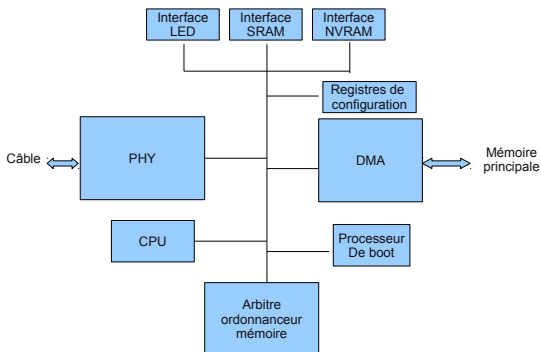 Interface
LED
Interface
SRAM
Interface
NVRAM
Registres de
configuration
Câble
PHY
DMA
Mémoire
principale
CPU
Processeur
De boot
Arbitre
ordonnanceur
mémoire